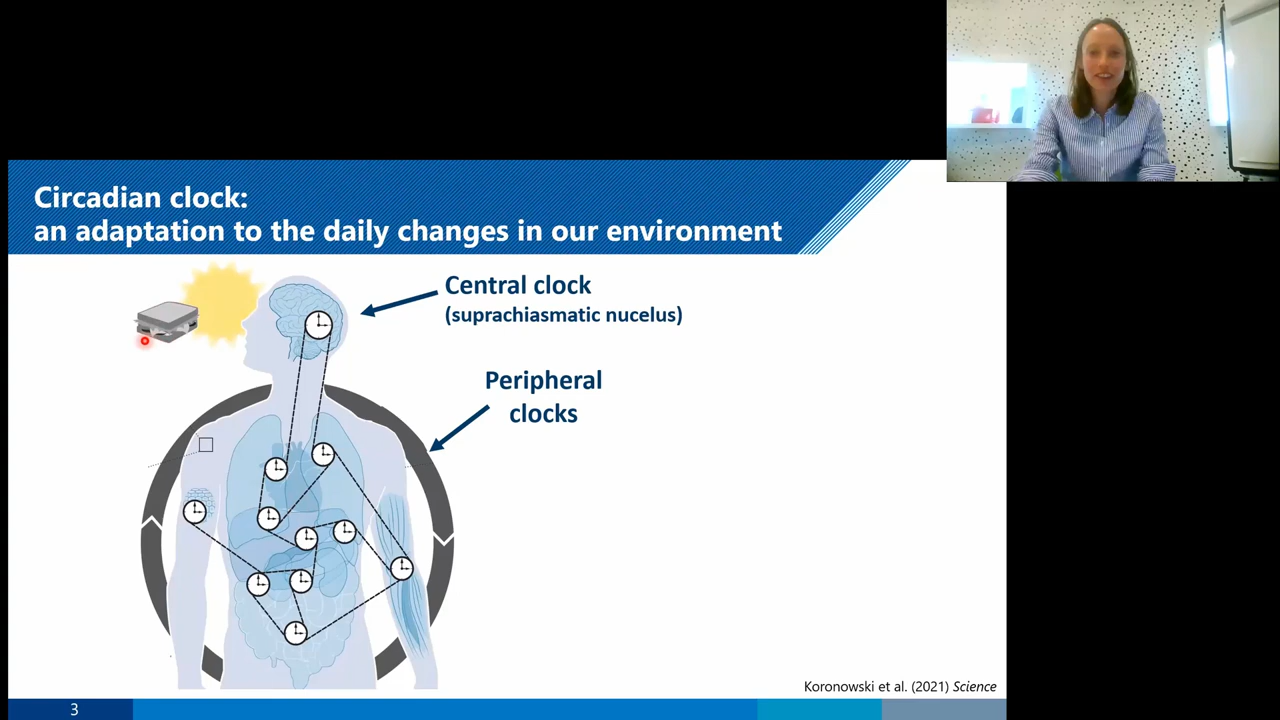 Circadian clock:
an adaptation to the daily changes in our environment
Central clock
(suprachiasmatic nucelus)
Peripheral
clocks
Koronowski et al. (2021) Science
3